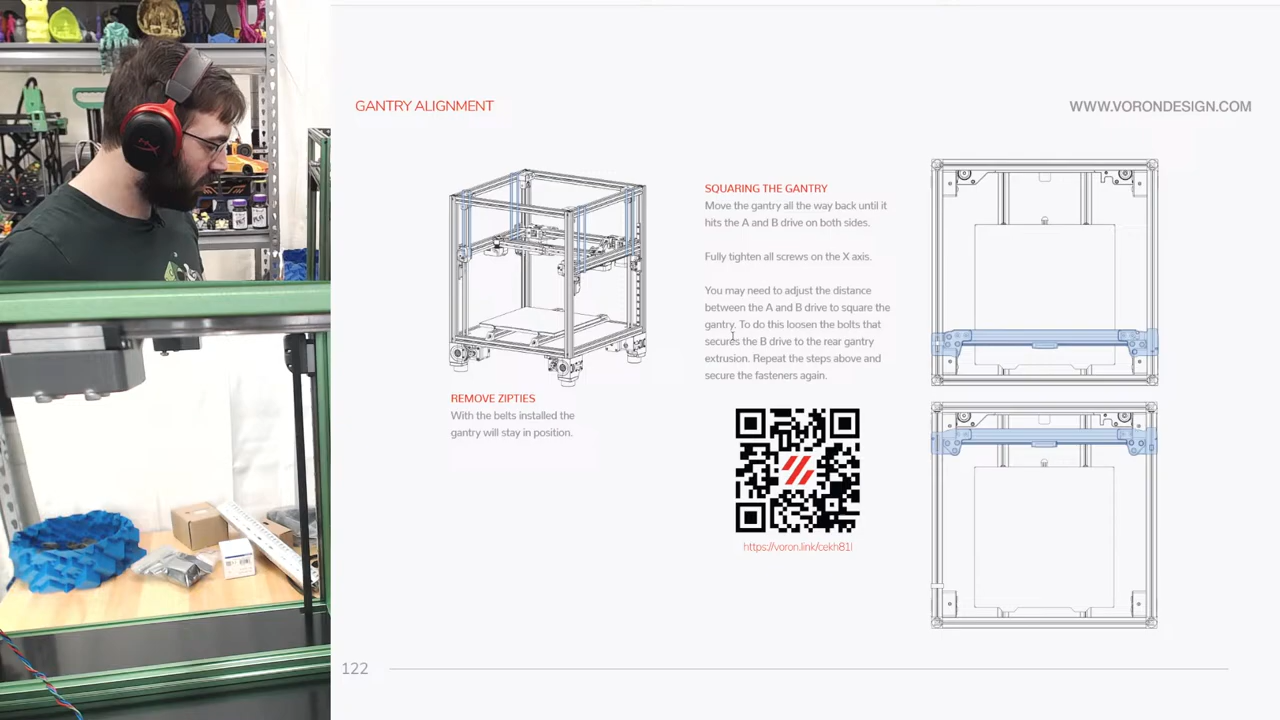 GANTRY ALIGNMENT
WWW.VORONDESIGN.COM
SQUARING THE GANTRY
Move the gantry all the way back until it
hits the A and B drive on both sides.
Fully tighten all screws on the X axis.
You may need to adjust the distance
between the A and B drive to square the
gantry. To do this loosen the bolts that
secures the B drive to the rear gantry
extrusion. Repeat the steps above and
secure the fasteners again.
REMOVE ZIPTIES
With the belts installed the
gantry will stay in position.
https://voron.link/cekh81l
122